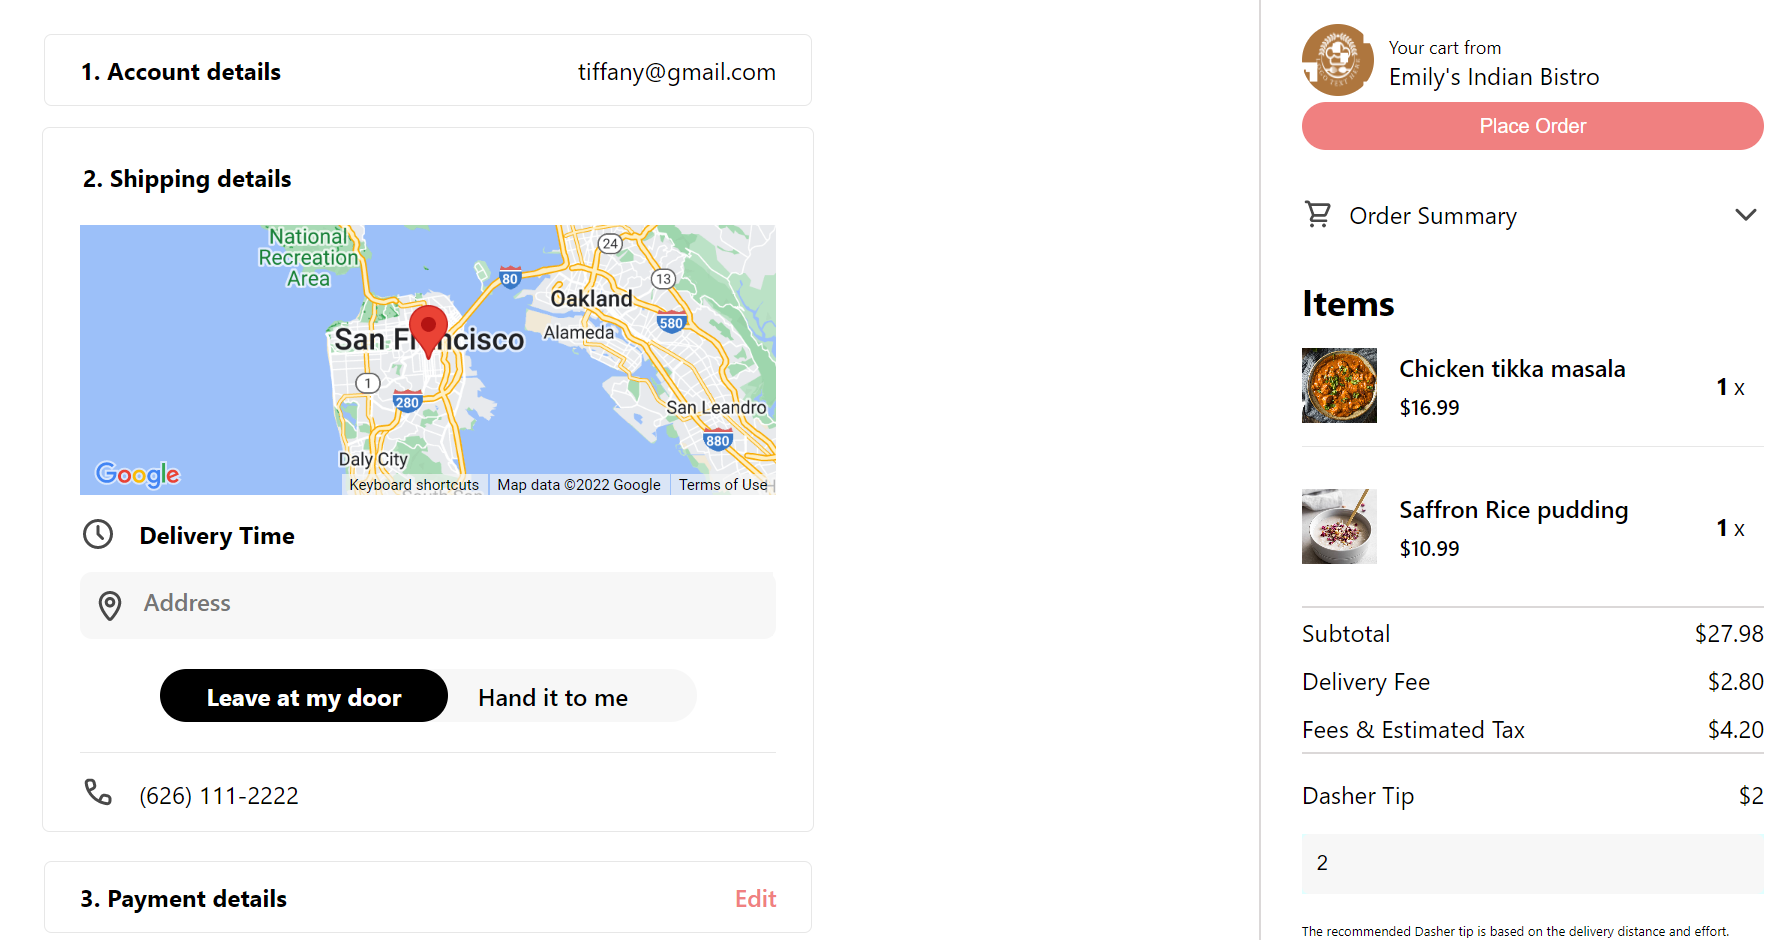 1. Account details
tiffany@gmail.com
2. Shipping details
National
Recreation
Area
24
80
13
Oakland
580
Alameda
San Francisco
1
280
San Leandro
880
Daly City
Google
Keyboard shortcuts
Map data ©2022 Google
Terms of Use
Delivery Time
Address
Leave at my door
Hand it to me
(626) 111-2222
3. Payment details
Edit
Your cart from
Emily's Indian Bistro
Place Order
Order Summary
Items
Chicken tikka masala
$16.99
1 x
Saffron Rice pudding
$10.99
1 x
Subtotal
$27.98
Delivery Fee
$2.80
Fees & Estimated Tax
$4.20
Dasher Tip
$2
2
The recommended Dasher tip is based on the delivery distance and effort.